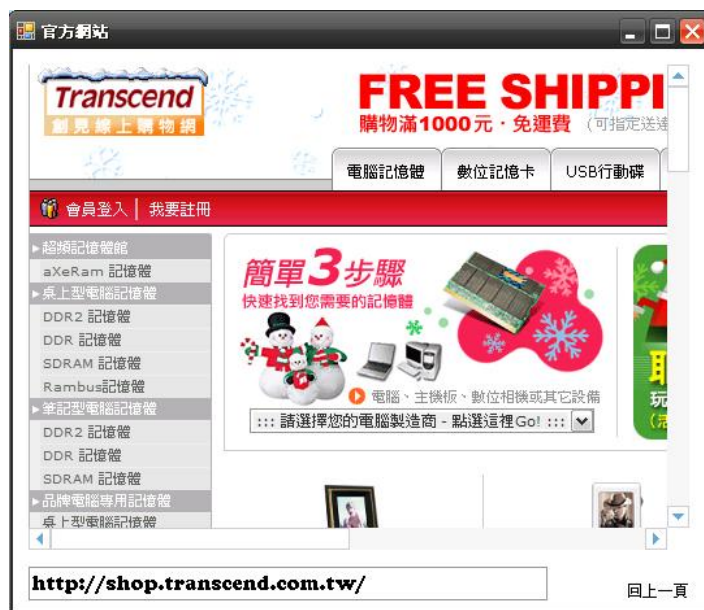 官方網站
Transcend
創見線上購物網
FREE SHIPPI
購物滿1000元・免運費 (可指定送達
電腦記憶體 數位記憶卡 USB行動碟
會員登入 | 我要註冊
超頻記憶體館
aXeRam 記憶體
桌上型電腦記憶體
DDR2 記憶體
DDR 記憶體
SDRAM 記憶體
Rambus記憶體
筆記型電腦記憶體
DDR2 記憶體
DDR 記憶體
SDRAM 記憶體
品牌電腦專用記憶體
桌上型電腦記憶體
簡單3步驟
快速找到您需要的記憶體
電腦、主機板、數位相機或其它設備
::: 請選擇您的電腦製造商 - 點選這裡Go! :::
玩
(活
http://shop.transcend.com.tw/
回上一頁